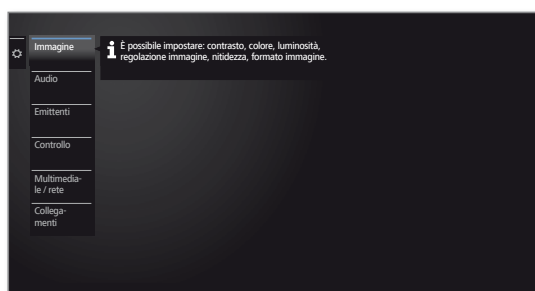 Immagine
È possibile impostare: contrasto, colore, luminosità,
regolazione immagine, nitidezza, formato immagine.
Audio
Emittenti
Controllo
Multimedia-
le / rete
Collega-
menti